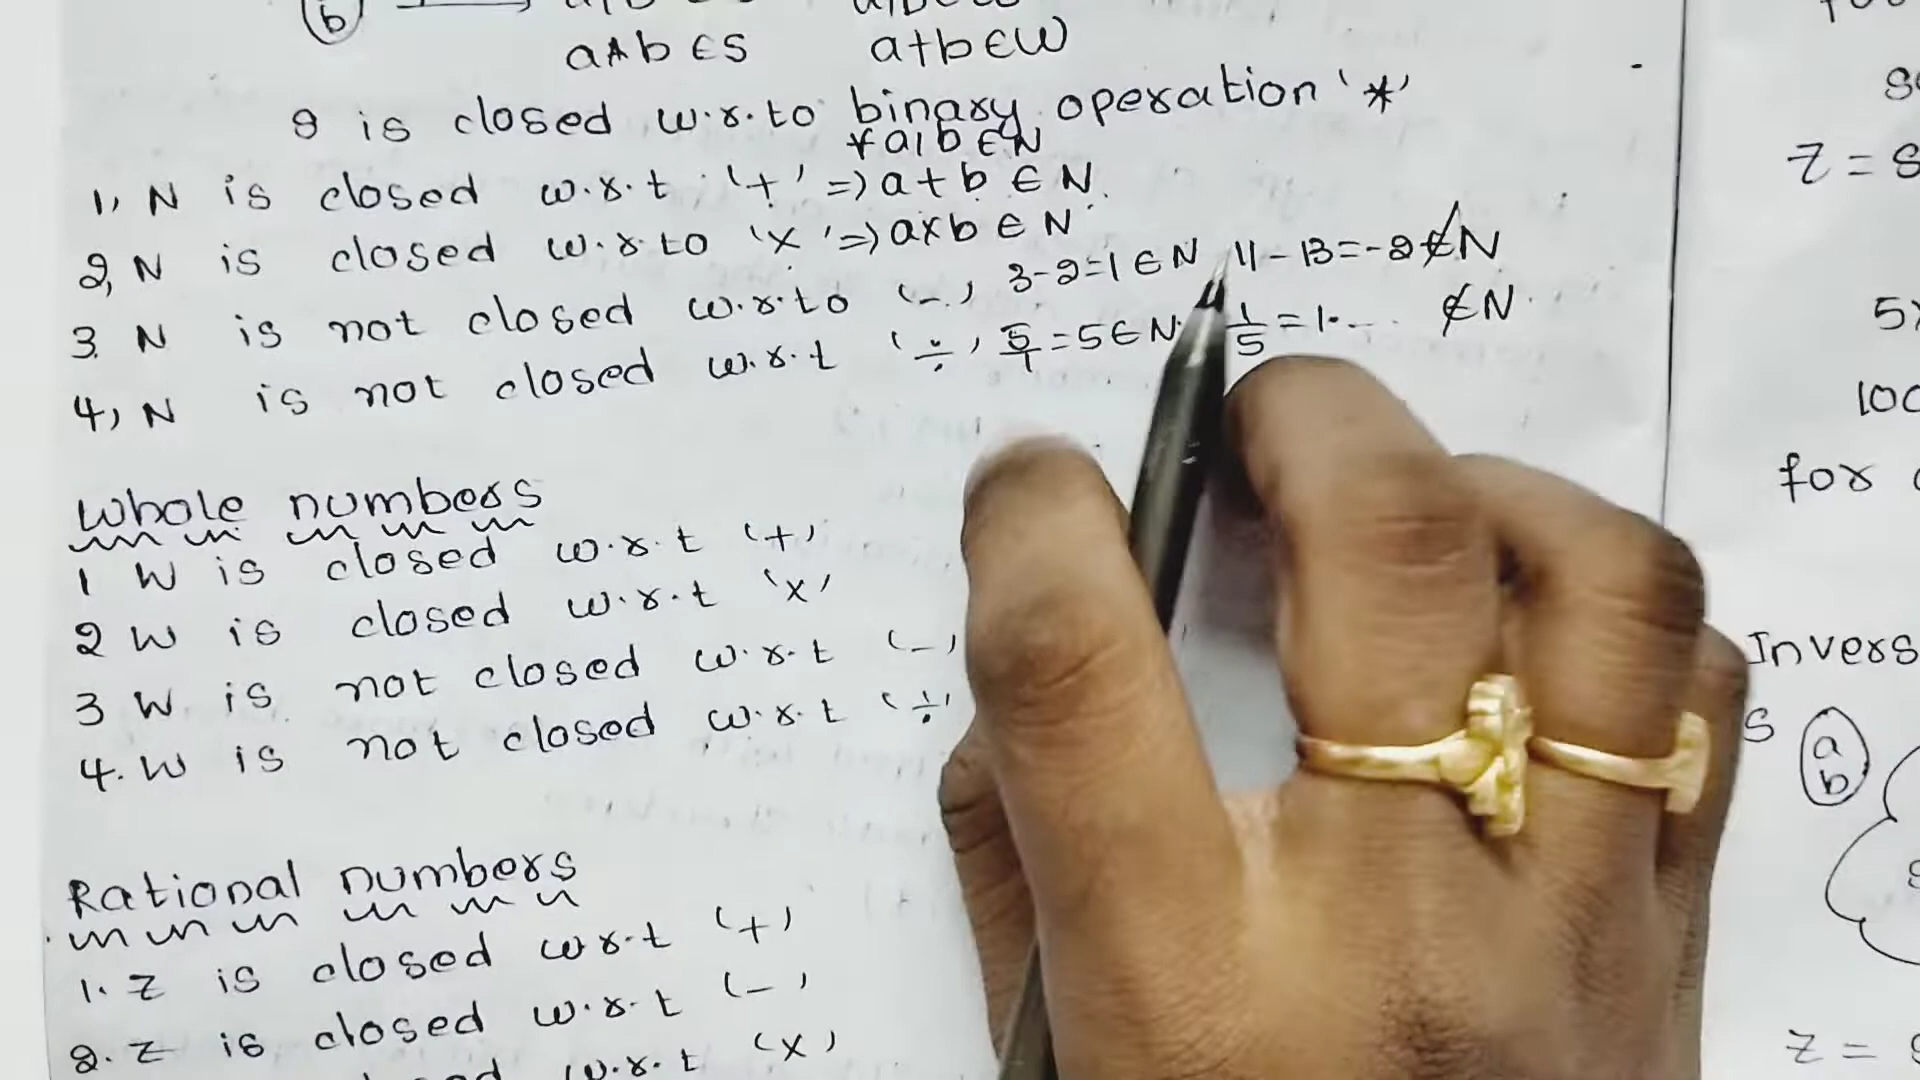 b
a*b ∈ S a+b ∈ W
S is closed w.r.to binary operation '*'
∀ a,b ∈ N
1, N is closed w.r.t '+' => a+b ∈ N.
2, N is closed w.r.to 'x' => axb ∈ N
3. N is not closed w.r.to (-) 3-2=1 ∈ N 11-13=-2 ∉ N
4, N is not closed w.r.t (÷) 5/1 = 5 ∈ N 1/5 = 1.... ∉ N
Whole numbers
1 W is closed w.r.t (+)
2 W is closed w.r.t 'x'
3 W is not closed w.r.t (-)
4. W is not closed w.r.t (÷)
Rational numbers
1. Z is closed w r.t (+)
2. Z is closed w.r.t (-)
w.r.t (x)
Z = S
5x
100
for
Invers
S
a
b
Z =